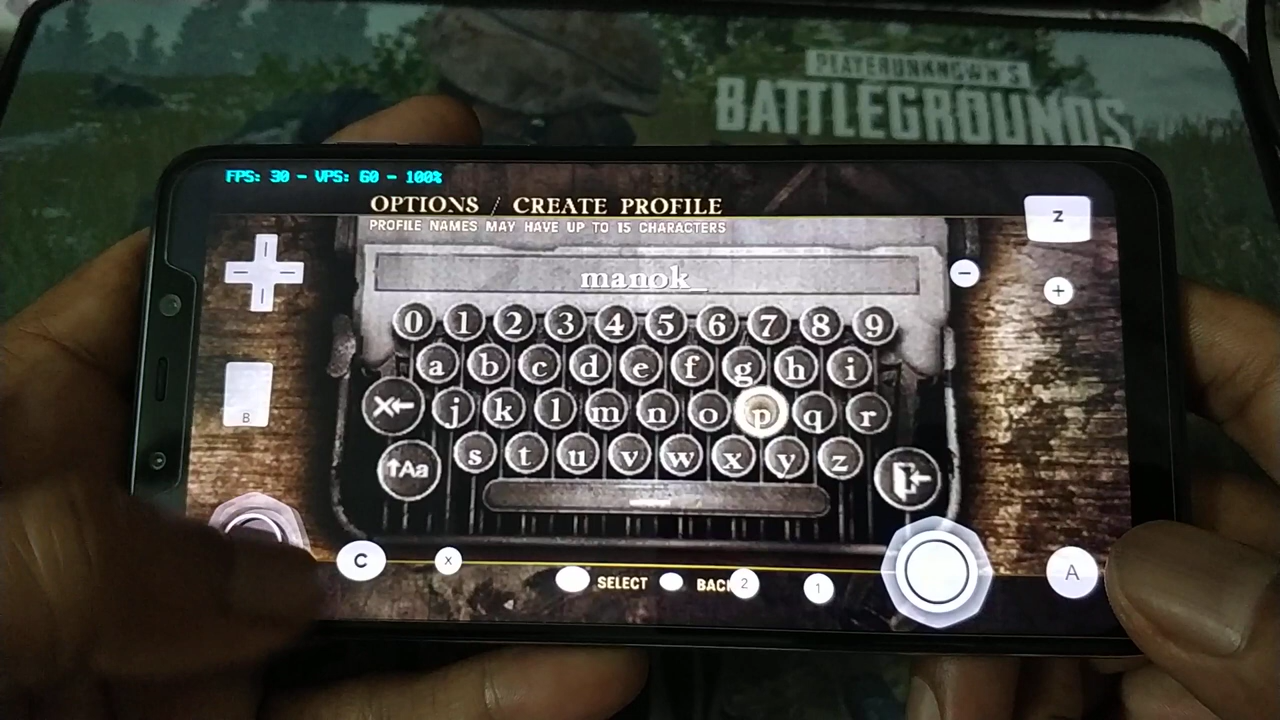 PLAYERUNKNOWN'S
BATTLEGROUNDS
FPS: 30 - VPS: 60 - 100%
OPTIONS / CREATE PROFILE
PROFILE NAMES MAY HAVE UP TO 15 CHARACTERS
Z
manok_
- +
0 1 2 3 4 5 6 7 8 9
a b c d e f g h i
B
X← j k l m n o p q r
↑Aa s t u v w x y z
C X SELECT BACK 2 1 A